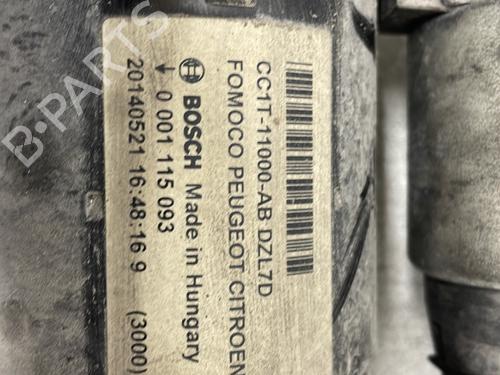 CC1T-11000-AB DZL7D
FOMOCO PEUGEOT CITROEN
BOSCH Made in Hungary
0 001 115 093
20140521 16:48:16 9 (3000)
B-PARTS